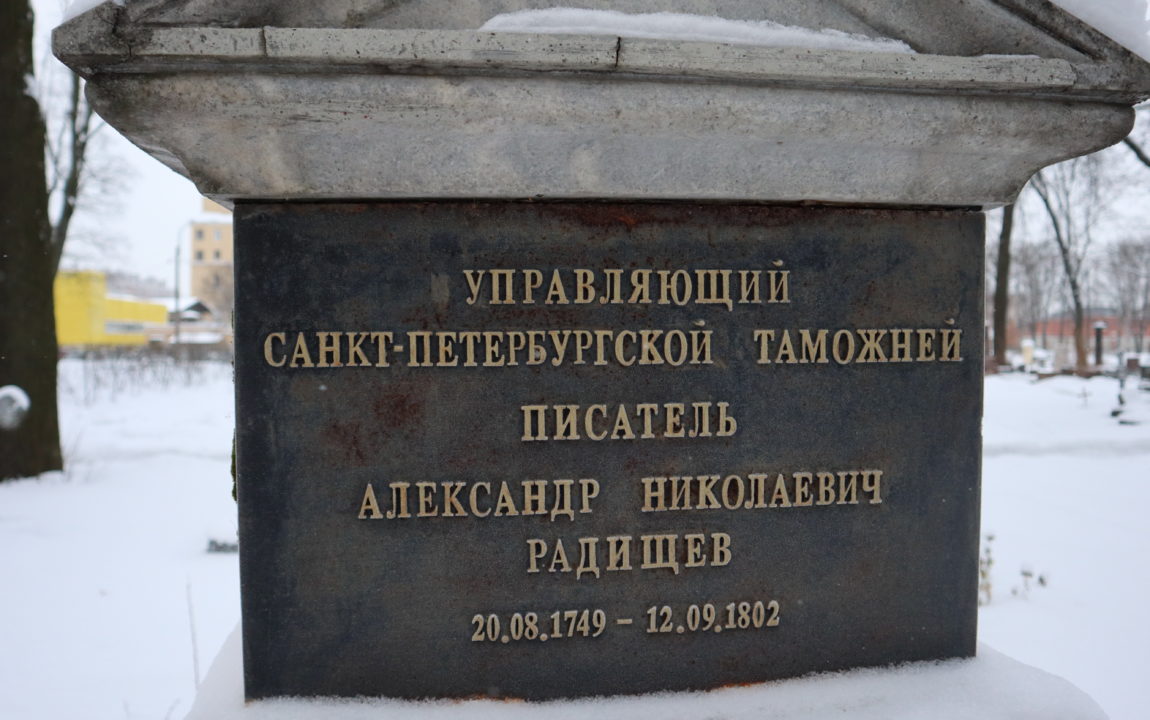 УПРАВЛЯЮЩИЙ
САНКТ-ПЕТЕРБУРГСКОЙ ТАМОЖНЕЙ
ПИСАТЕЛЬ
АЛЕКСАНДР НИКОЛАЕВИЧ
РАДИЩЕВ
20.08.1749 – 12.09.1802